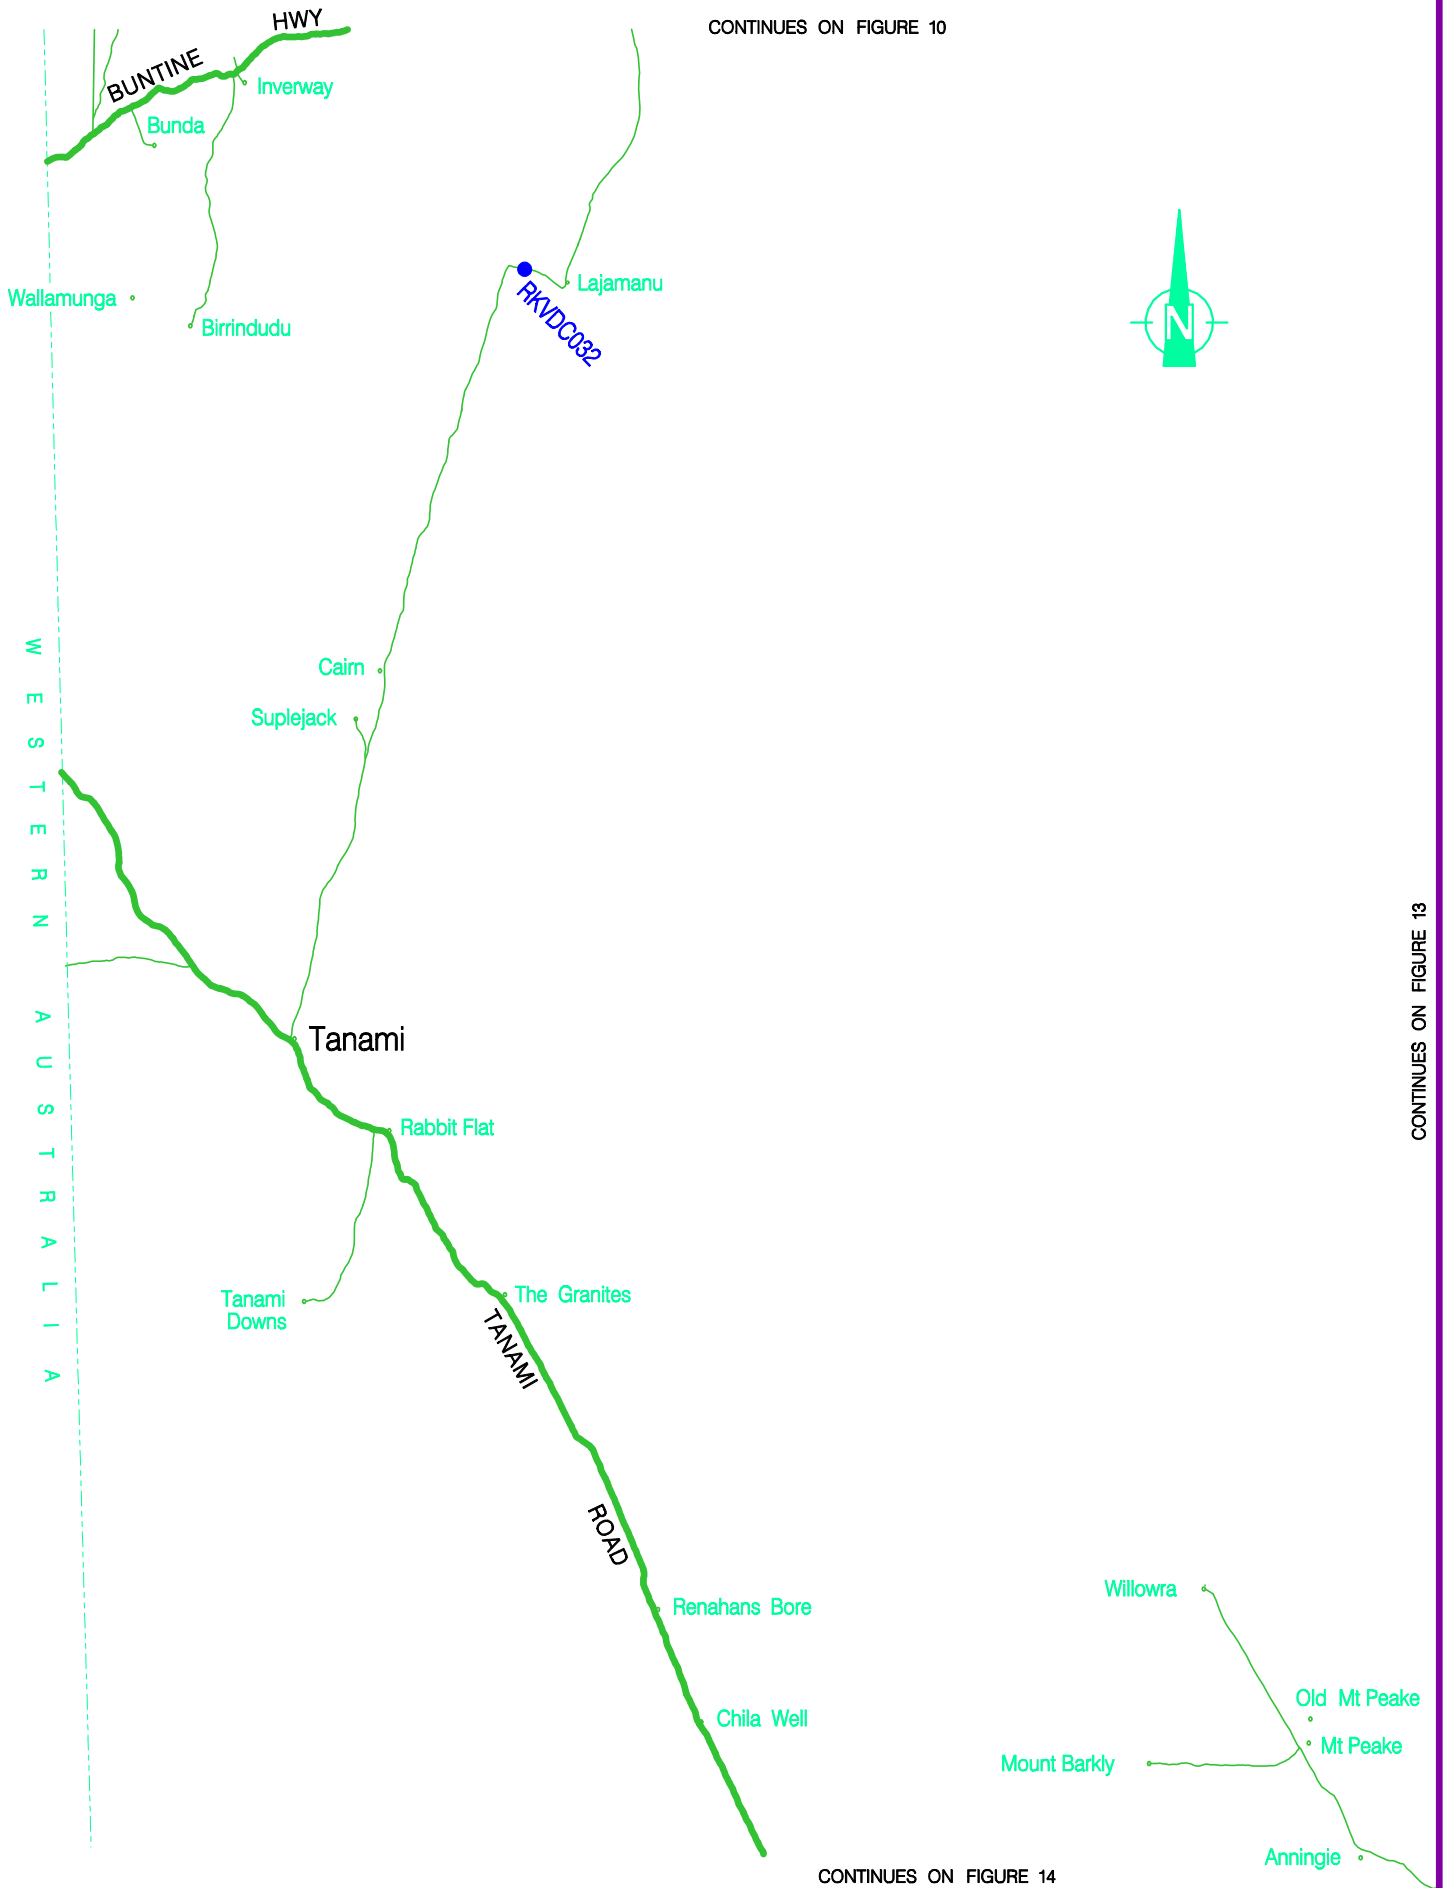 HWY
CONTINUES ON FIGURE 10
BUNTINE
Inverway
Bunda
Lajamanu
Wallamunga
Birrindudu
RKVDC032
N
Cairn
Suplejack
WESTERN AUSTRALIA
CONTINUES ON FIGURE 13
Tanami
Rabbit Flat
Tanami
Downs
The Granites
TANAMI
ROAD
Willowra
Renahans Bore
Old Mt Peake
Chila Well
Mt Peake
Mount Barkly
Anningie
CONTINUES ON FIGURE 14